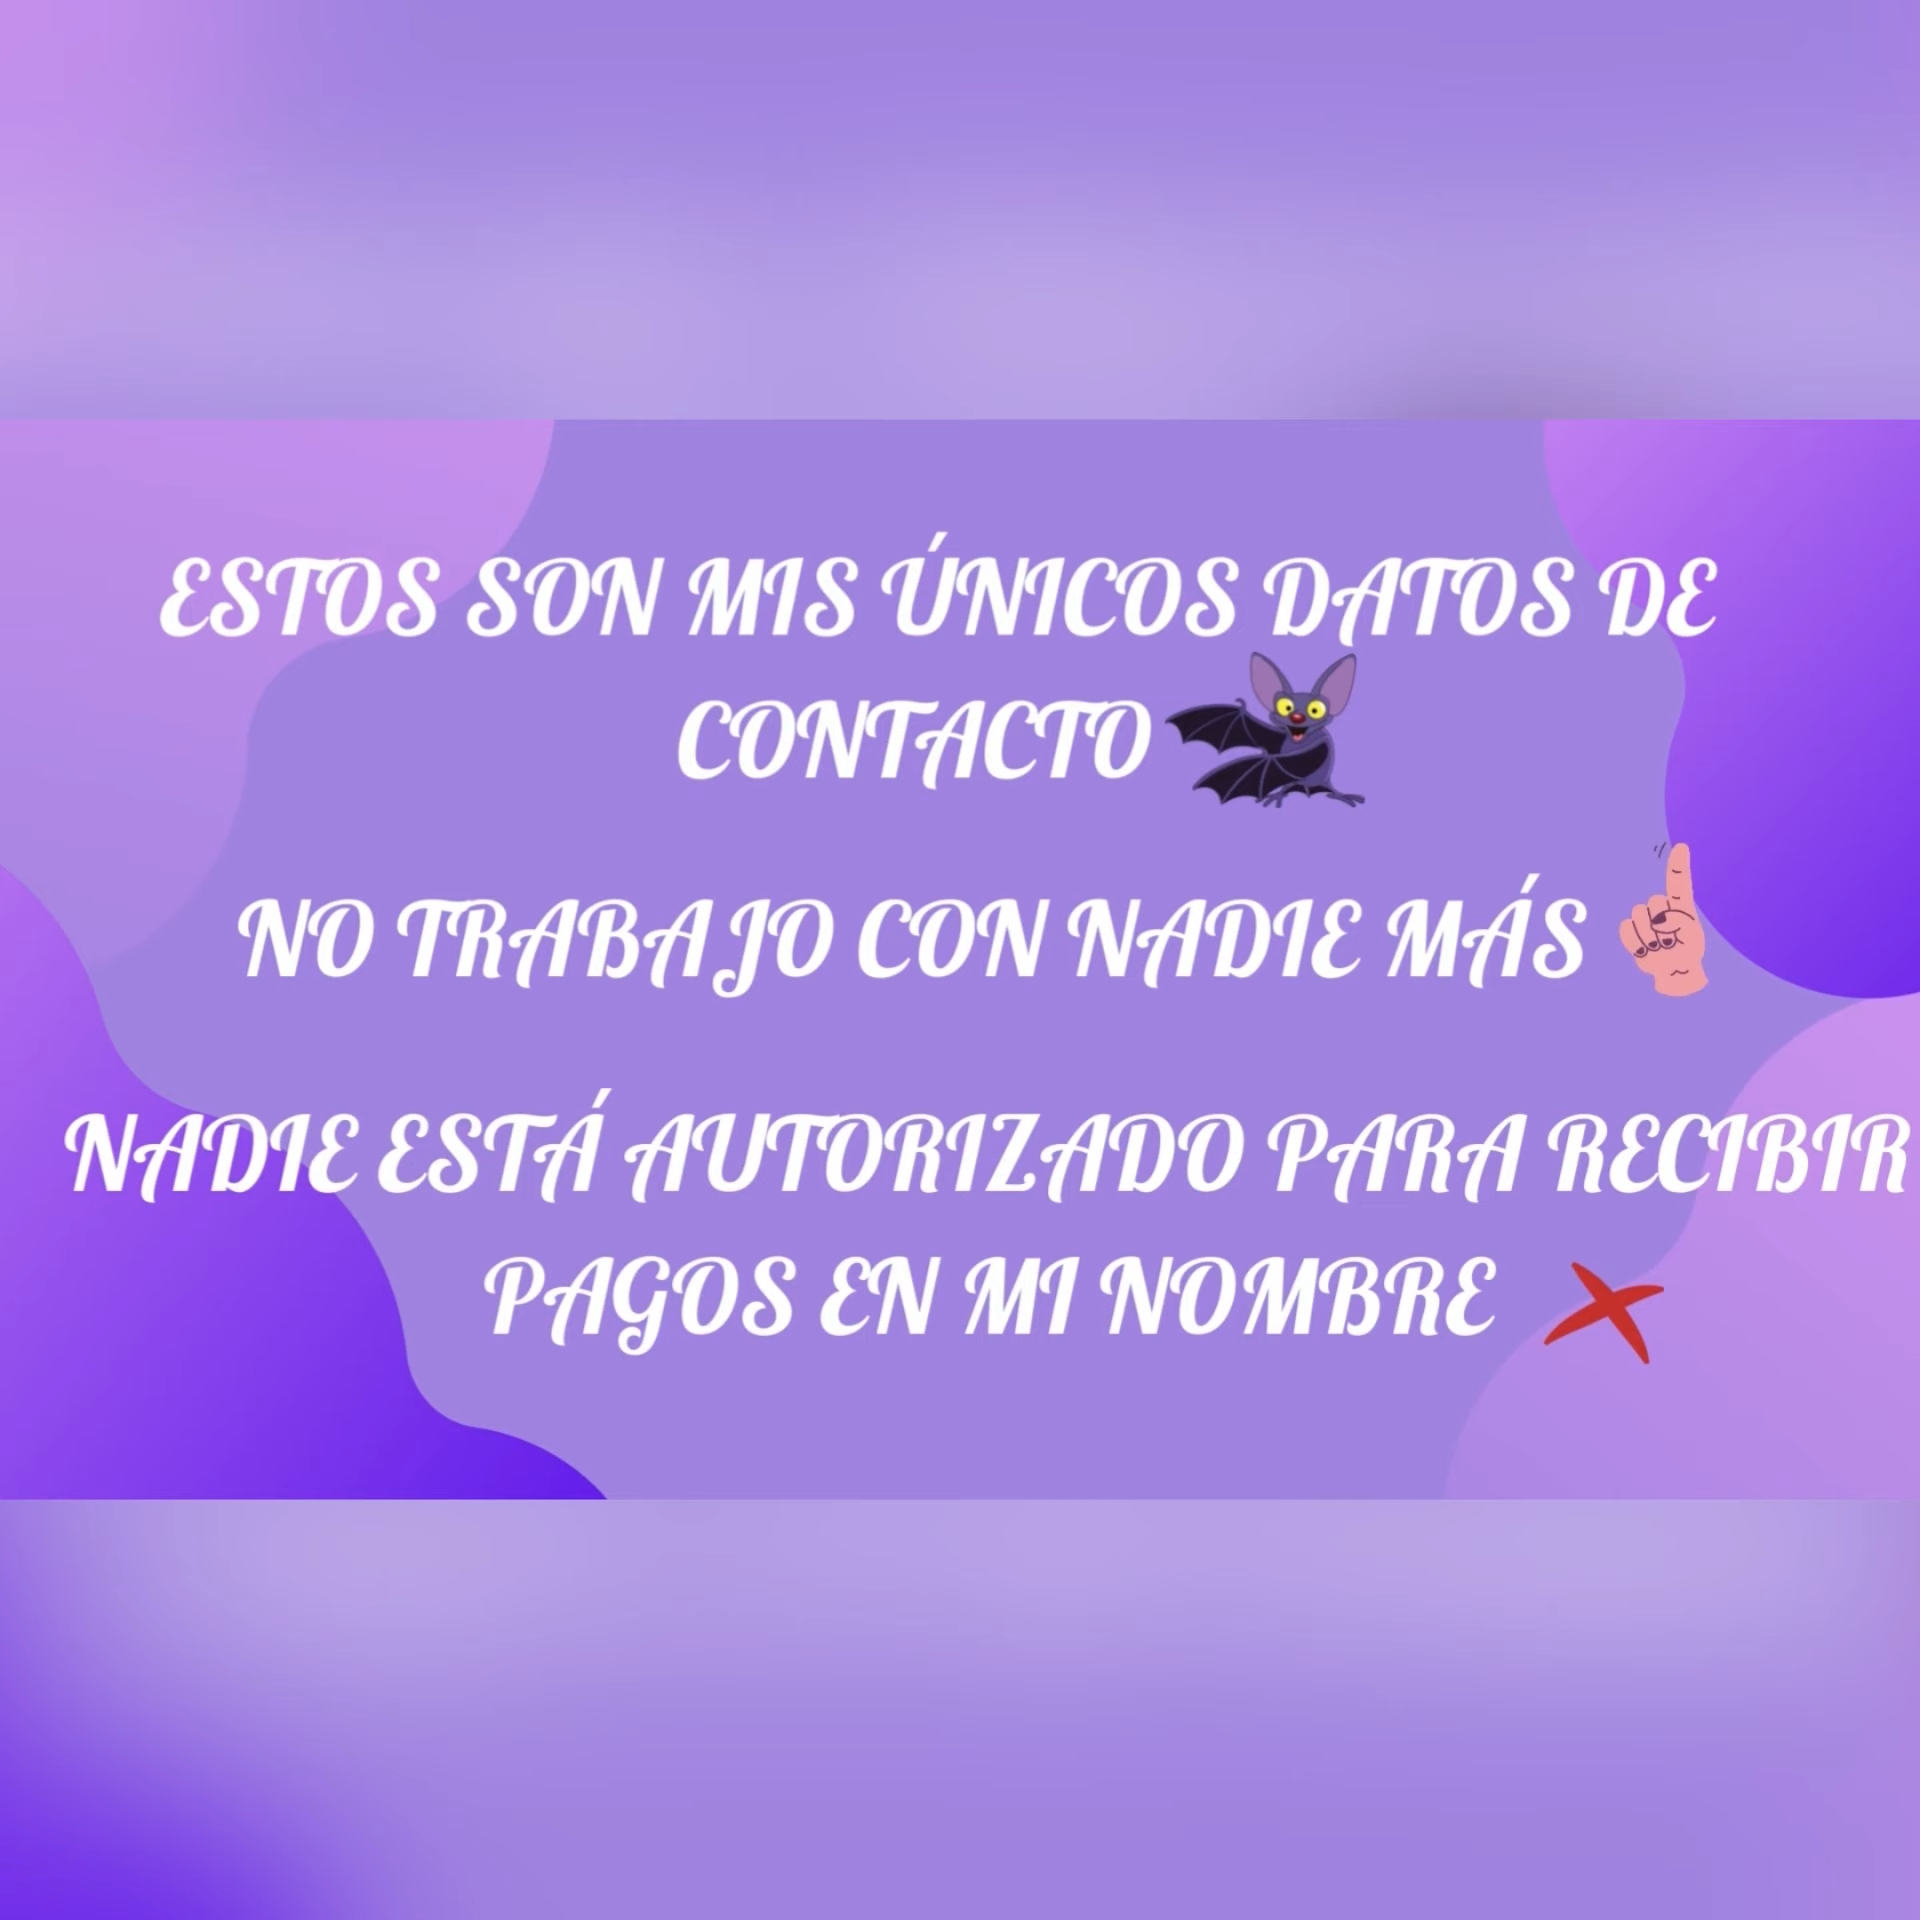 ESTOS SON MIS ÚNICOS DATOS DE
CONTACTO
NO TRABAJO CON NADIE MÁS
NADIE ESTÁ AUTORIZADO PARA RECIBIR
PAGOS EN MI NOMBRE